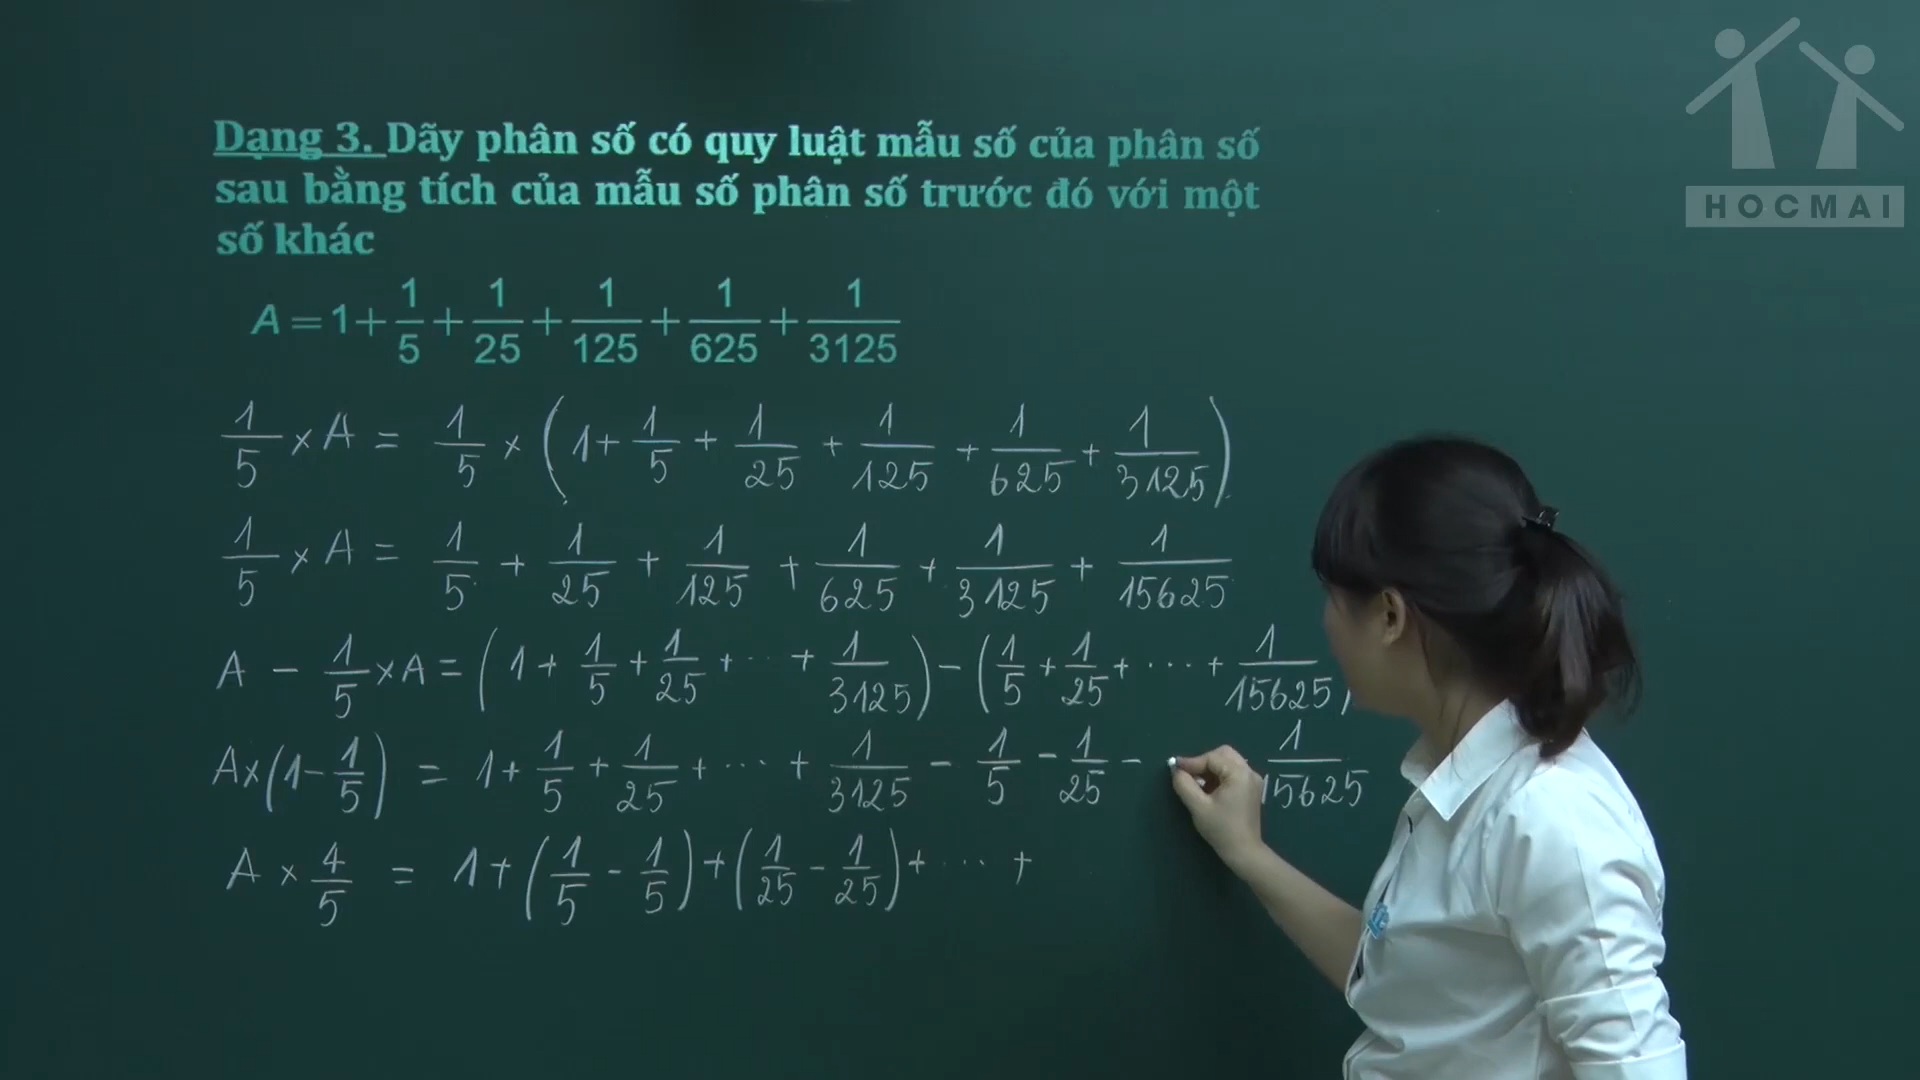 HOCMAI
Dạng 3. Dãy phân số có quy luật mẫu số của phân số
sau bằng tích của mẫu số phân số trước đó với một
số khác
A = 1 + 1/5 + 1/25 + 1/125 + 1/625 + 1/3125
1/5 × A = 1/5 × (1 + 1/5 + 1/25 + 1/125 + 1/625 + 1/3125)
1/5 × A = 1/5 + 1/25 + 1/125 + 1/625 + 1/3125 + 1/15625
A - 1/5 × A = (1 + 1/5 + 1/25 + ... + 1/3125) - (1/5 + 1/25 + ... + 1/15625)
A × (1 - 1/5) = 1 + 1/5 + 1/25 + ... + 1/3125 - 1/5 - 1/25 - 1/15625
A × 4/5 = 1 + (1/5 - 1/5) + (1/25 - 1/25) + ... +